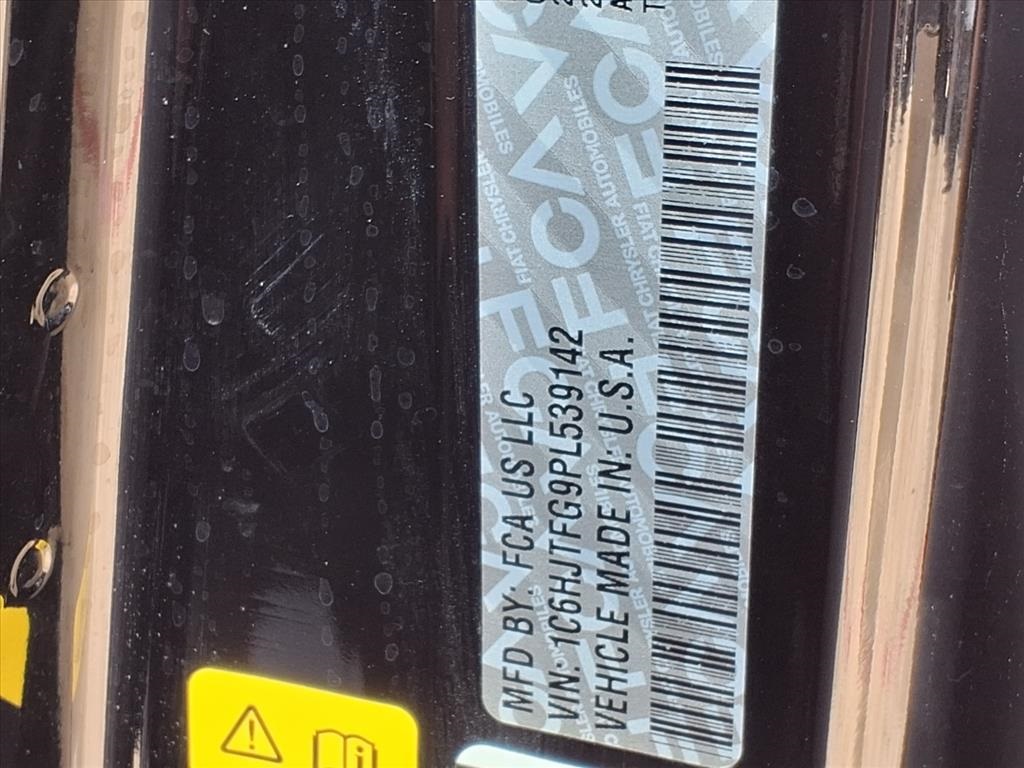 MFD BY: FCA US LLC
VIN: 1C6HJTFG9PL539142
VEHICLE MADE IN: U.S.A.